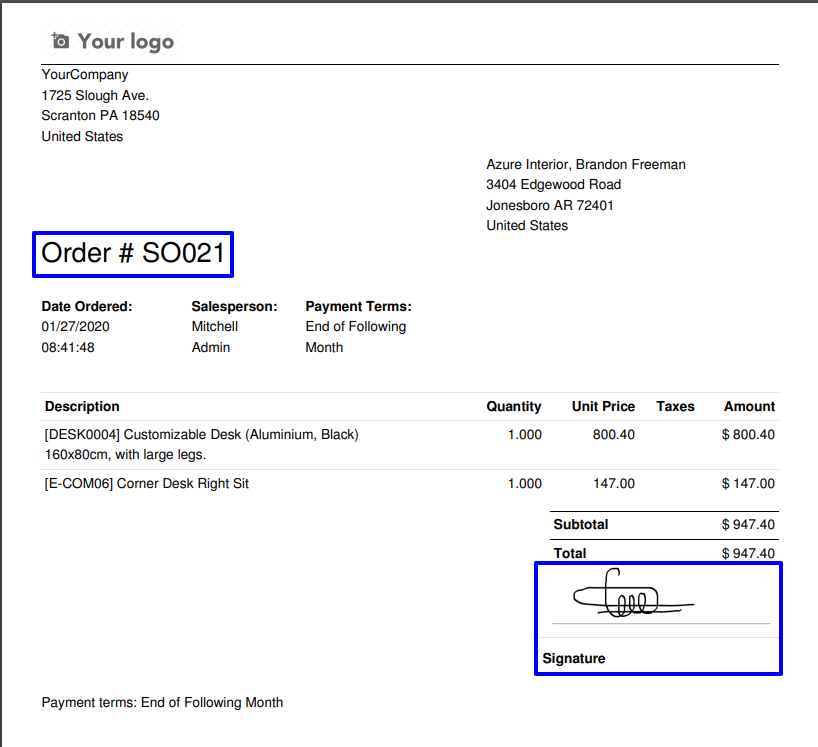 Your logo
YourCompany
1725 Slough Ave.
Scranton PA 18540
United States
Azure Interior, Brandon Freeman
3404 Edgewood Road
Jonesboro AR 72401
United States
Order # SO021
Date Ordered: Salesperson: Payment Terms:
01/27/2020 Mitchell End of Following
08:41:48 Admin Month
Description Quantity Unit Price Taxes Amount
[DESK0004] Customizable Desk (Aluminium, Black) 1.000 800.40 $ 800.40
160x80cm, with large legs.
[E-COM06] Corner Desk Right Sit 1.000 147.00 $ 147.00
Subtotal $ 947.40
Total $ 947.40
Signature
Payment terms: End of Following Month